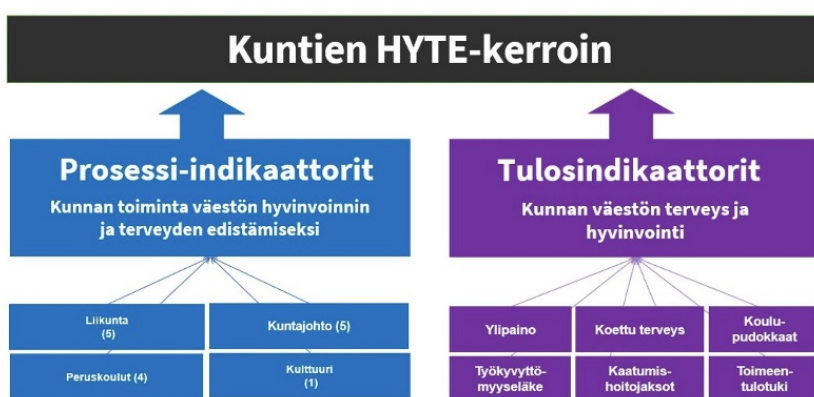 Kuntien HYTE-kerroin
Prosessi-indikaattorit
Kunnan toiminta väestön hyvinvoinnin
ja terveyden edistämiseksi
Tulosindikaattorit
Kunnan väestön terveys ja
hyvinvointi
Liikunta
(5)
Kuntajohto (5)
Peruskoulut (4)
Kulttuuri
(1)
Ylipaino
Koettu terveys
Koulu-
pudokkaat
Työkyvyttö-
myyseläke
Kaatumis-
hoitojaksot
Toimeen-
tulotuki